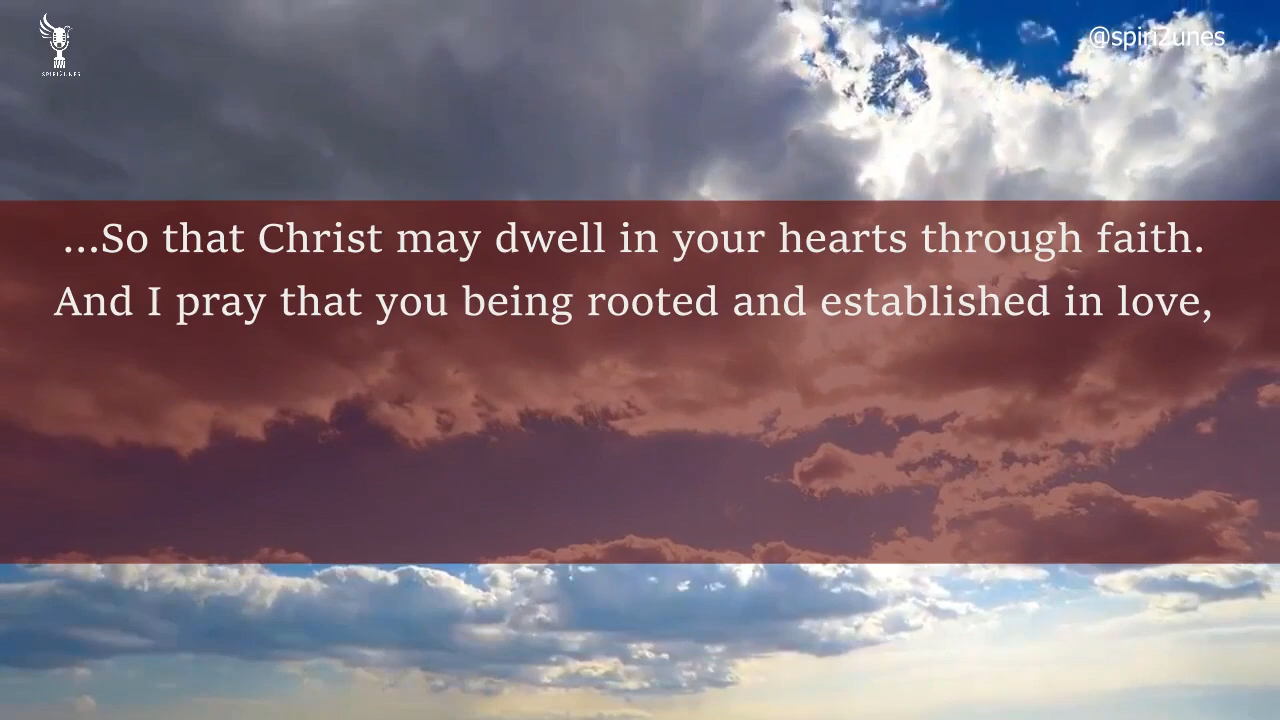 @spiri2unes
SPIRI2UNES
...So that Christ may dwell in your hearts through faith.
And I pray that you being rooted and established in love,